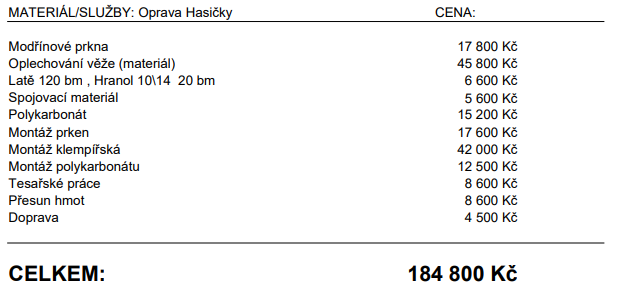 MATERIÁL/SLUŽBY: Oprava Hasičky CENA:
Modřínové prkna 17 800 Kč
Oplechování věže (materiál) 45 800 Kč
Latě 120 bm , Hranol 10\14 20 bm 6 600 Kč
Spojovací materiál 5 600 Kč
Polykarbonát 15 200 Kč
Montáž prken 17 600 Kč
Montáž klempířská 42 000 Kč
Montáž polykarbonátu 12 500 Kč
Tesařské práce 8 600 Kč
Přesun hmot 8 600 Kč
Doprava 4 500 Kč
CELKEM: 184 800 Kč